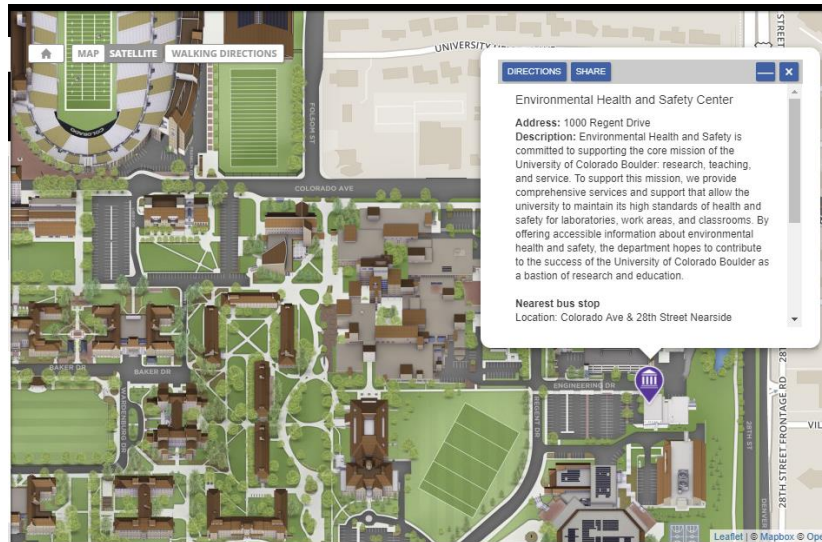 MAP SATELLITE WALKING DIRECTIONS
COLORADO
FOLSOM ST
UNIVERSITY
STREET
COLORADO AVE
BAKER DR
BAKER DR
REGENT DR
ENGINEERING DR
28TH ST
28TH STREET FRONTAGE RD
DENVER
VIL
DIRECTIONS SHARE
Environmental Health and Safety Center
Address: 1000 Regent Drive
Description: Environmental Health and Safety is
committed to supporting the core mission of the
University of Colorado Boulder: research, teaching,
and service. To support this mission, we provide
comprehensive services and support that allow the
university to maintain its high standards of health and
safety for laboratories, work areas, and classrooms. By
offering accessible information about environmental
health and safety, the department hopes to contribute
to the success of the University of Colorado Boulder as
a bastion of research and education.
Nearest bus stop
Location: Colorado Ave & 28th Street Nearside
Leaflet | © Mapbox © Ope